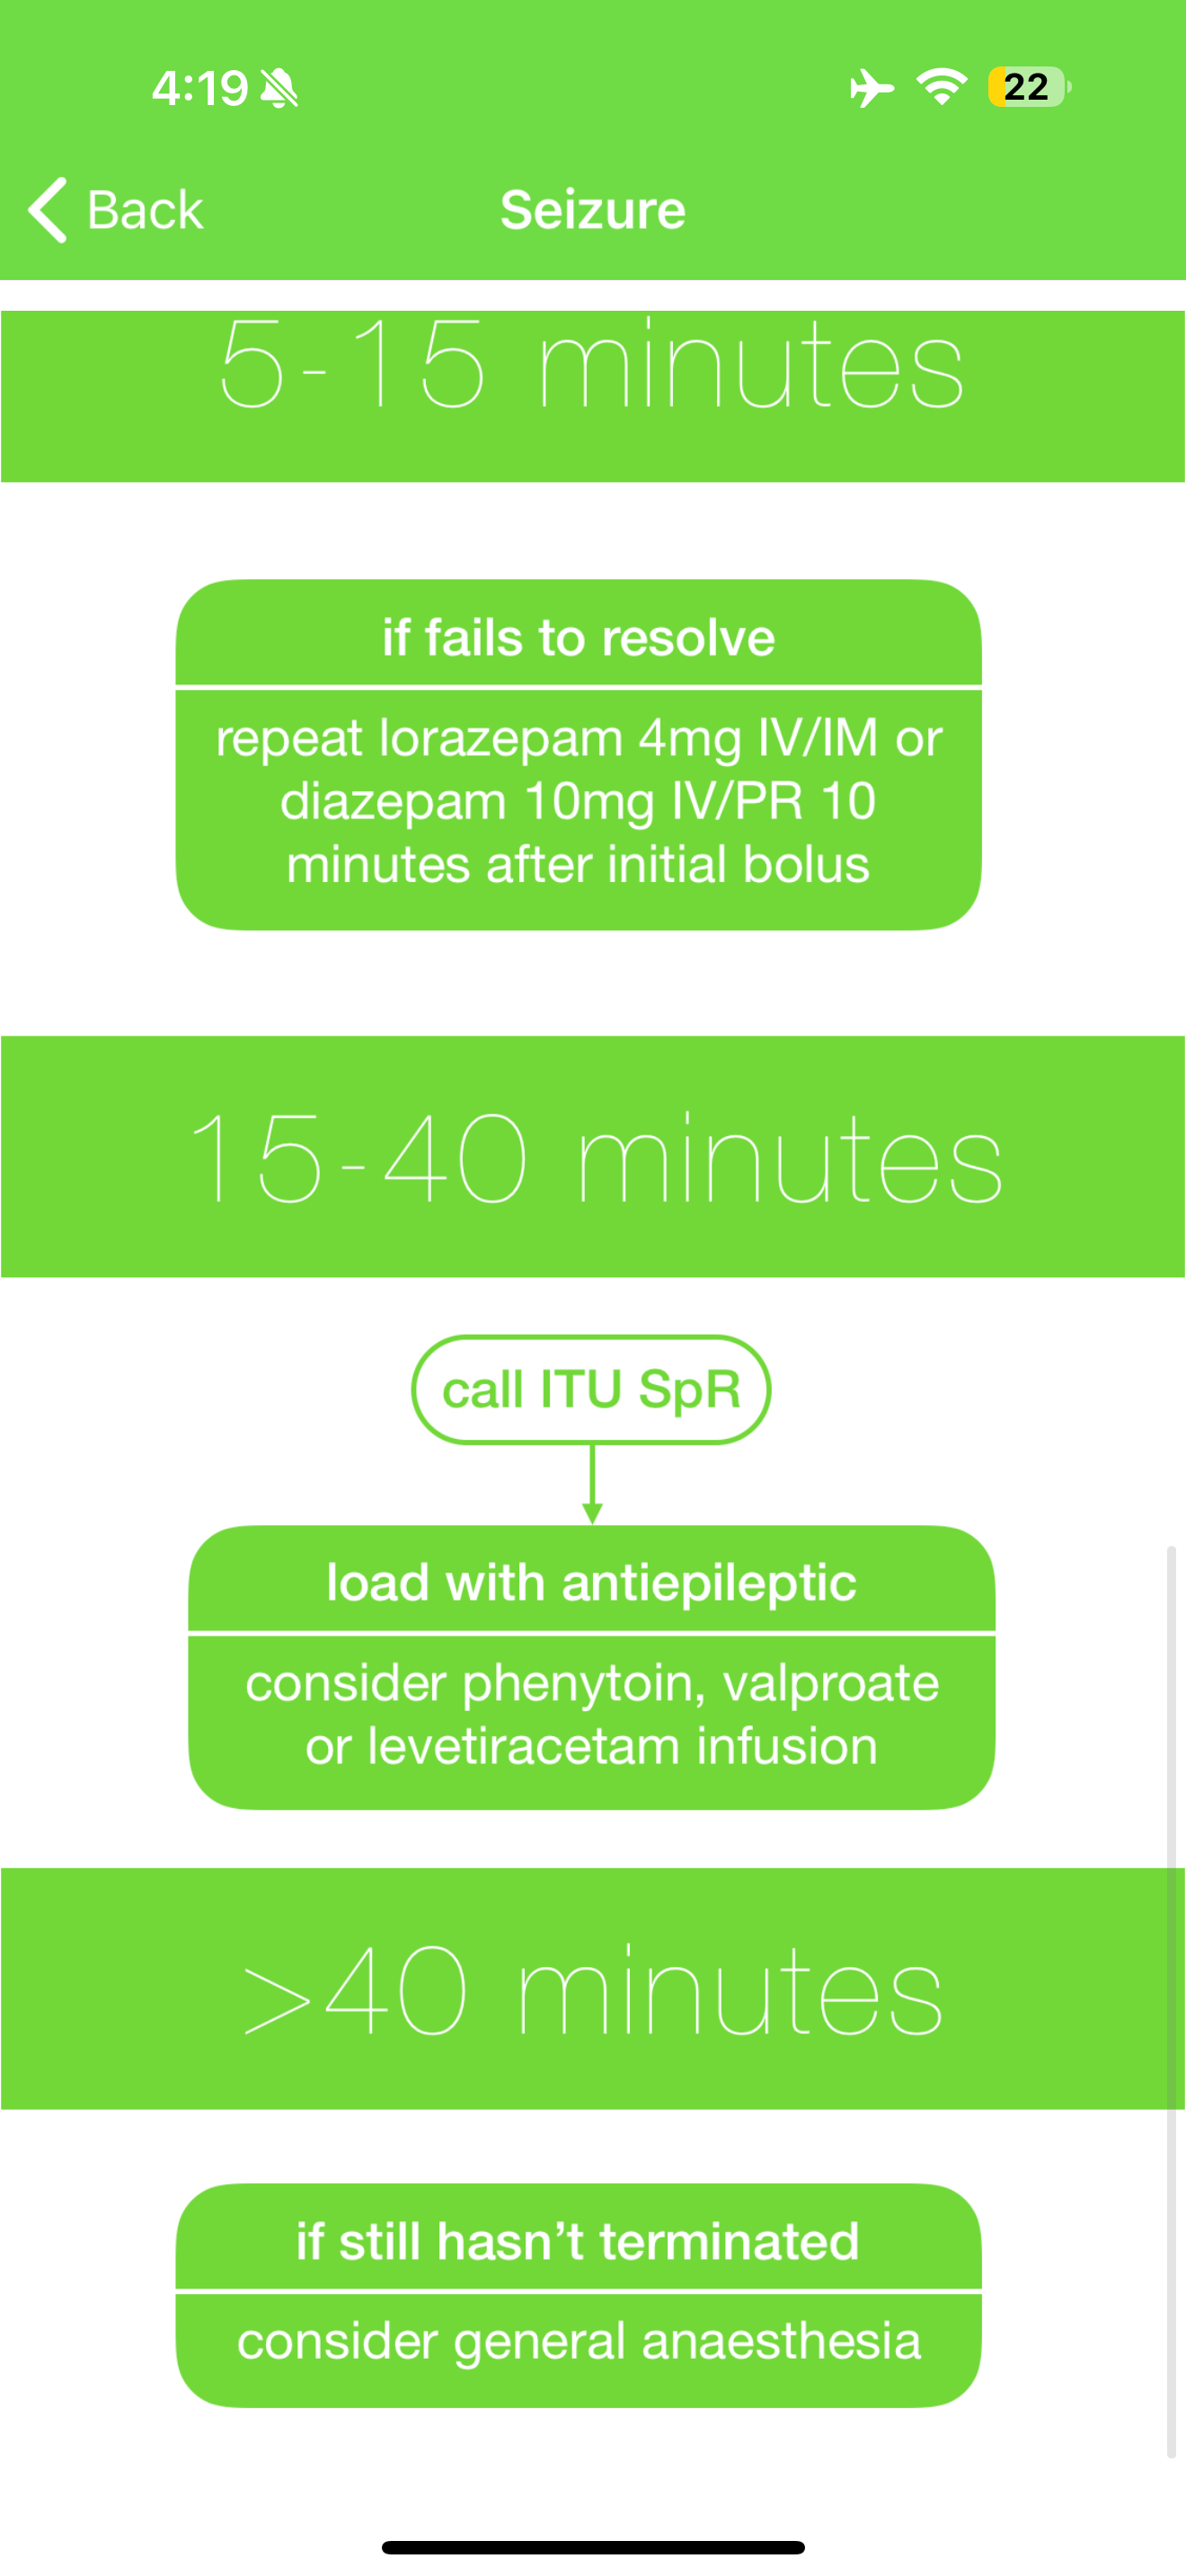 4:19
22
Back
Seizure
5-15 minutes
if fails to resolve
repeat lorazepam 4mg IV/IM or
diazepam 10mg IV/PR 10
minutes after initial bolus
15-40 minutes
call ITU SpR
load with antiepileptic
consider phenytoin, valproate
or levetiracetam infusion
>40 minutes
if still hasn’t terminated
consider general anaesthesia